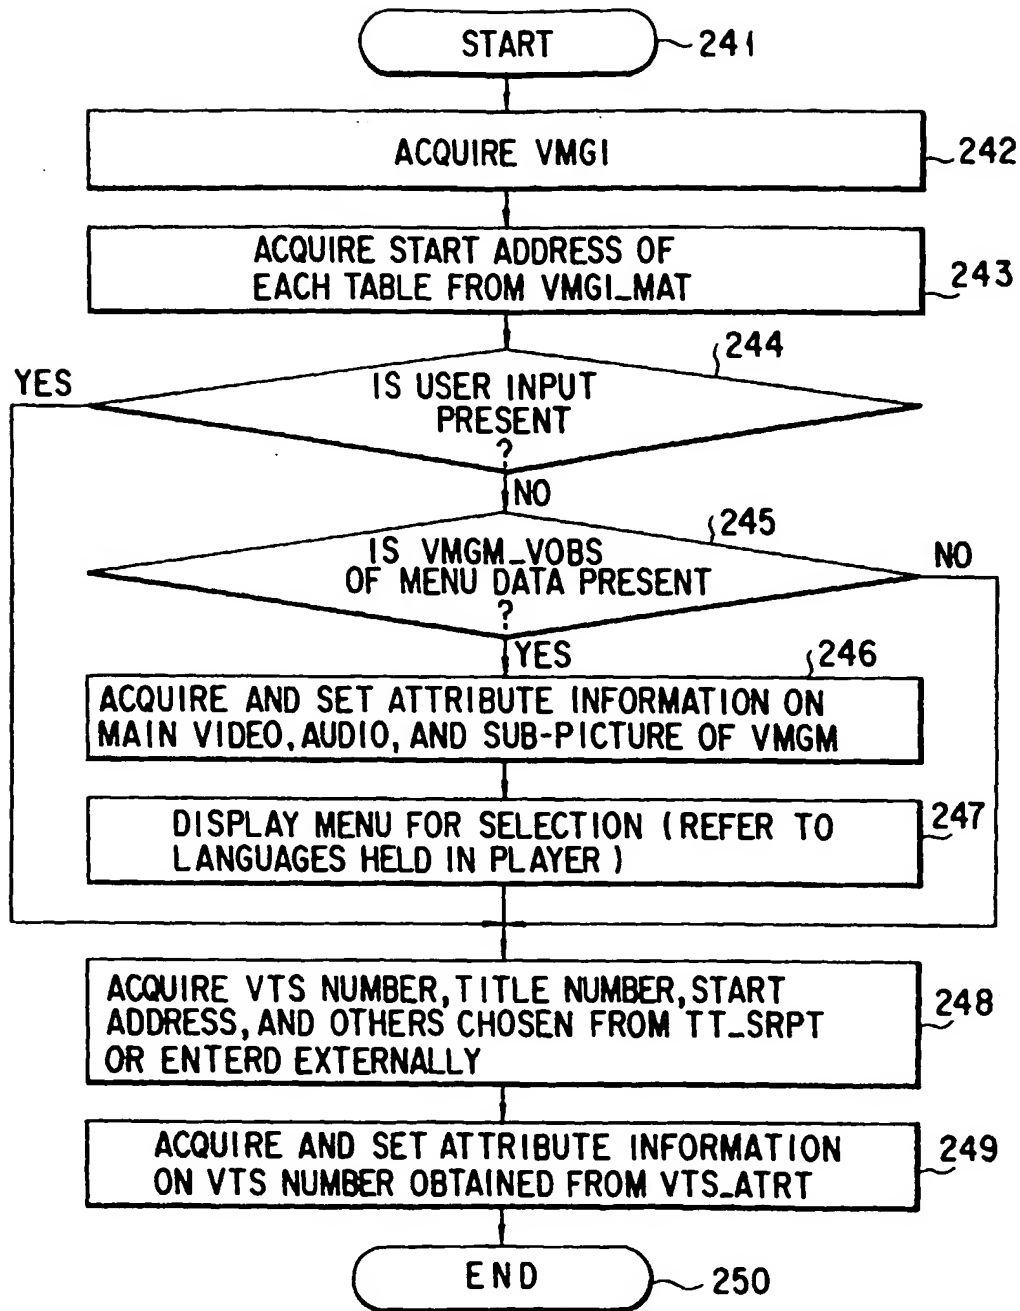 START
241
ACQUIRE VMGI
242
ACQUIRE START ADDRESS OF
EACH TABLE FROM VMGI_MAT
243
244
YES
IS USER INPUT
PRESENT
?
NO
245
IS VMGM_VOBS
OF MENU DATA PRESENT
?
NO
YES
246
ACQUIRE AND SET ATTRIBUTE INFORMATION ON
MAIN VIDEO, AUDIO, AND SUB-PICTURE OF VMGM
DISPLAY MENU FOR SELECTION (REFER TO
LANGUAGES HELD IN PLAYER)
247
ACQUIRE VTS NUMBER, TITLE NUMBER, START
ADDRESS, AND OTHERS CHOSEN FROM TT_SRPT
OR ENTERD EXTERNALLY
248
ACQUIRE AND SET ATTRIBUTE INFORMATION
ON VTS NUMBER OBTAINED FROM VTS_ATRT
249
END
250